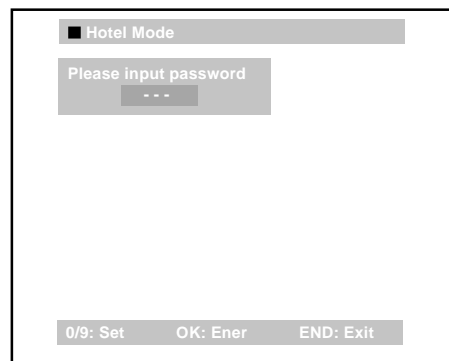 Hotel Mode
Please input password
- - -
0/9: Set OK: Ener END: Exit